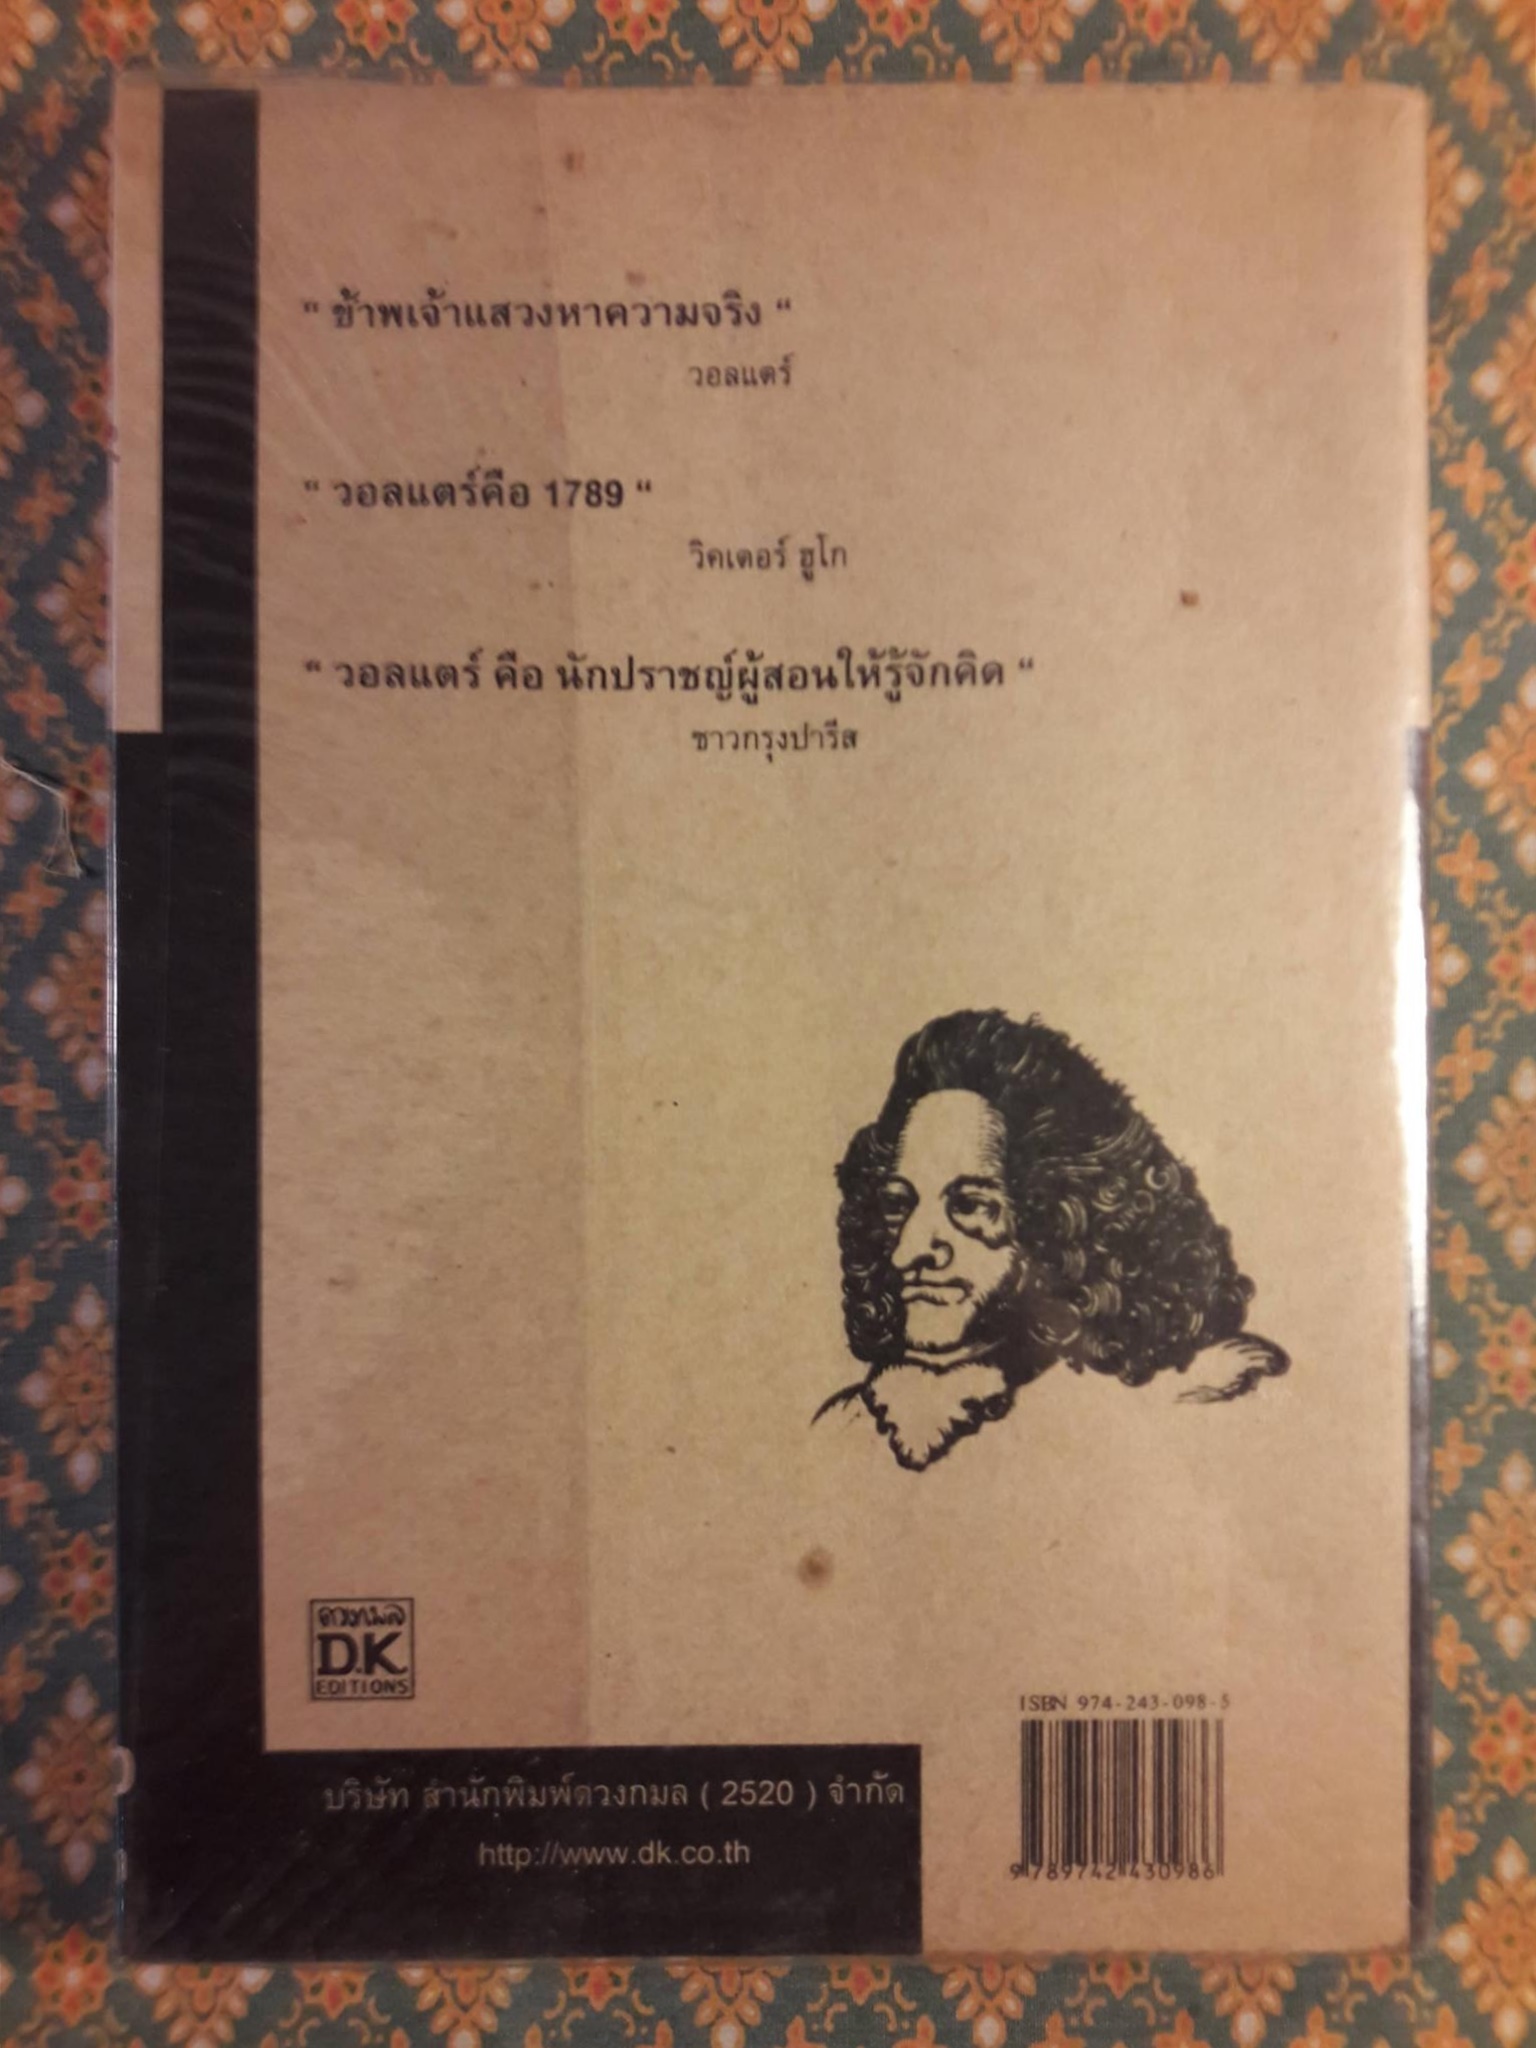 “ ข้าพเจ้าแสวงหาความจริง “
วอลแตร์
“ วอลแตร์คือ 1789 “
วิคเตอร์ ฮูโก
“ วอลแตร์ คือ นักปราชญ์ผู้สอนให้รู้จักคิด “
ชาวกรุงปารีส
ดวงกมล
D.K
EDITIONS
ISBN 974-243-098-5
9 789742 430986
บริษัท สำนักพิมพ์ดวงกมล ( 2520 ) จำกัด
http://www.dk.co.th